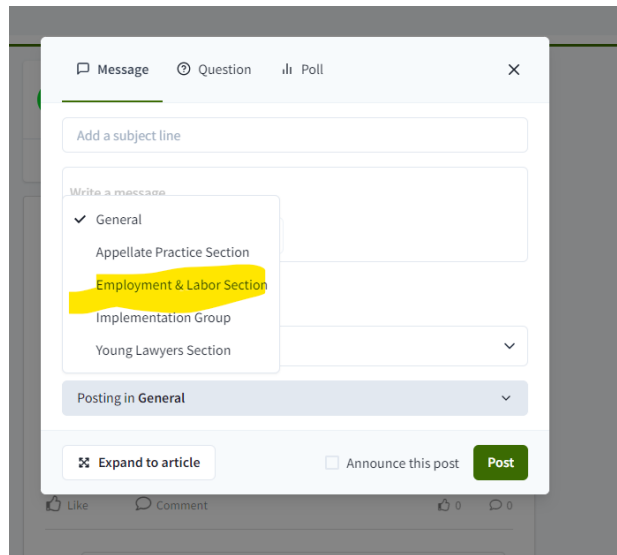 Message Question Poll
Add a subject line
Write a message
General
Appellate Practice Section
Employment & Labor Section
Implementation Group
Young Lawyers Section
Posting in General
Expand to article Announce this post Post
Like Comment 0 0